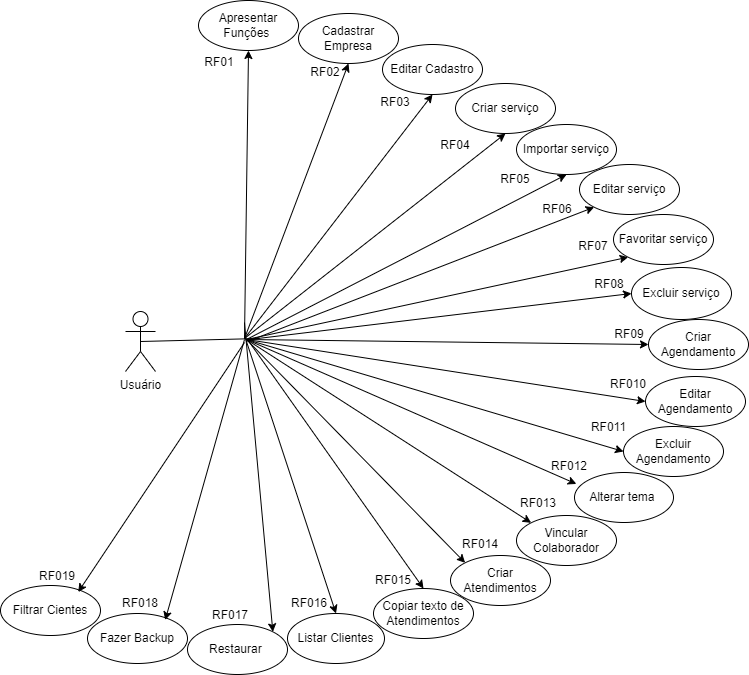 Apresentar
Funções
RF01
Cadastrar
Empresa
RF02
Editar Cadastro
RF03
Criar serviço
RF04
Importar serviço
RF05
Editar serviço
RF06
Favoritar serviço
RF07
Excluir serviço
RF08
Criar
Agendamento
RF09
Usuário
Editar
Agendamento
RF010
Excluir
Agendamento
RF011
Alterar tema
RF012
Vincular
Colaborador
RF013
Criar
Atendimentos
RF014
Copiar texto de
Atendimentos
RF015
Listar Clientes
RF016
Restaurar
RF017
Fazer Backup
RF018
Filtrar Cientes
RF019